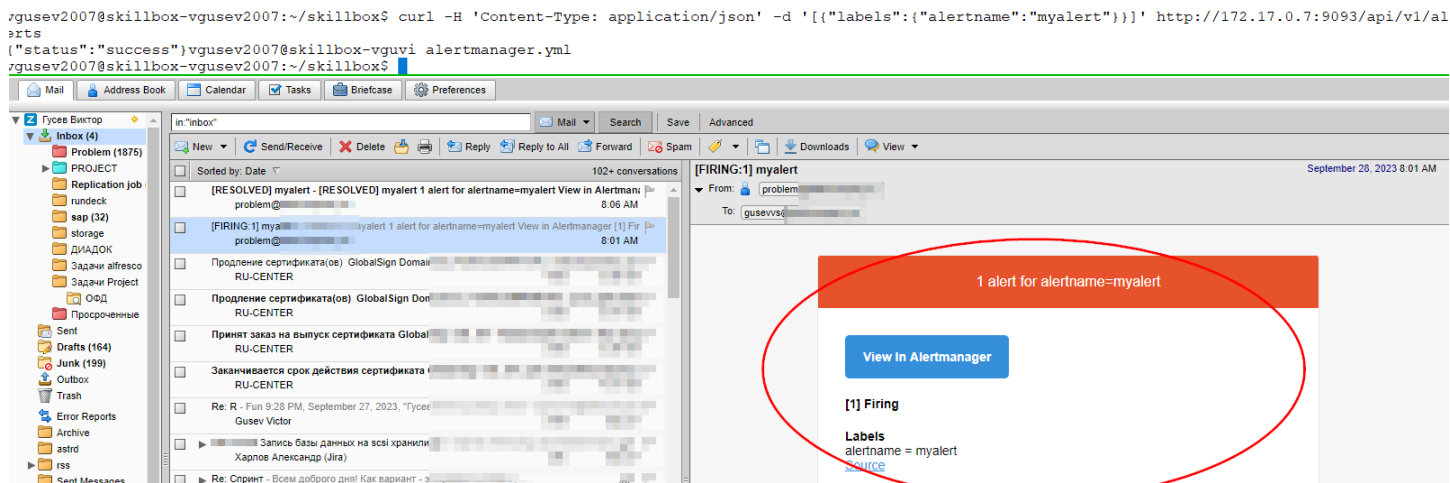 vgusev2007@skillbox-vgusev2007:~/skillbox$ curl -H 'Content-Type: application/json' -d '[{"labels":{"alertname":"myalert"}}]' http://172.17.0.7:9093/api/v1/al
erts
{"status":"success"}vgusev2007@skillbox-vguvi alertmanager.yml
vgusev2007@skillbox-vgusev2007:~/skillbox$
Mail Address Book Calendar Tasks Briefcase Preferences
Гусев Виктор
Inbox (4)
Problem (1875)
PROJECT
Replication job
rundeck
sap (32)
storage
ДИАДОК
Задачи alfresco
Задачи Project
ОФД
Просроченные
Sent
Drafts (164)
Junk (199)
Outbox
Trash
Error Reports
Archive
astrd
rss
Sent Messages
in:"inbox" Mail Search Save Advanced
New Send/Receive Delete Reply Reply to All Forward Spam Downloads View
Sorted by: Date 102+ conversations
[RESOLVED] myalert - [RESOLVED] myalert 1 alert for alertname=myalert View in Alertmana
problem@ 8:06 AM
[FIRING:1] mya yalert 1 alert for alertname=myalert View in Alertmanager [1] Fir
problem@ 8:01 AM
Продление сертификата(ов) GlobalSign Domai
RU-CENTER
Продление сертификата(ов) GlobalSign Don
RU-CENTER
Принят заказ на выпуск сертификата Global
RU-CENTER
Заканчивается срок действия сертификата
RU-CENTER
Re: R - Fun 9:28 PM, September 27, 2023, "Гусев
Gusev Victor
Запись базы данных на scsi хранили
Харлов Александр (Jira)
Re: Спринт - Всем доброго дня! Как вариант -
[FIRING:1] myalert September 28, 2023 8:01 AM
From: problem
To: gusevvs@
1 alert for alertname=myalert
View In Alertmanager
[1] Firing
Labels
alertname = myalert
Source